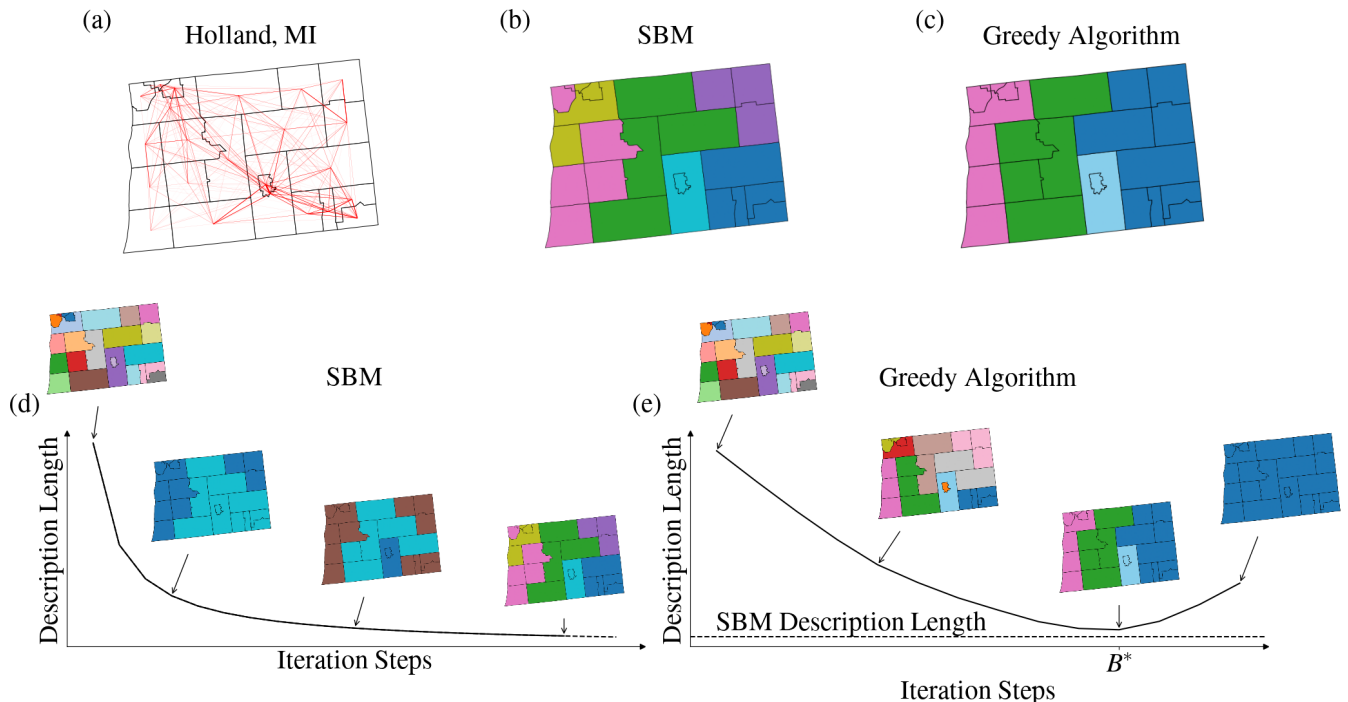 (a)
Holland, MI
(b)
SBM
(c)
Greedy Algorithm
SBM
(d)
Description Length
Iteration Steps
Greedy Algorithm
(e)
Description Length
SBM Description Length
B*
Iteration Steps